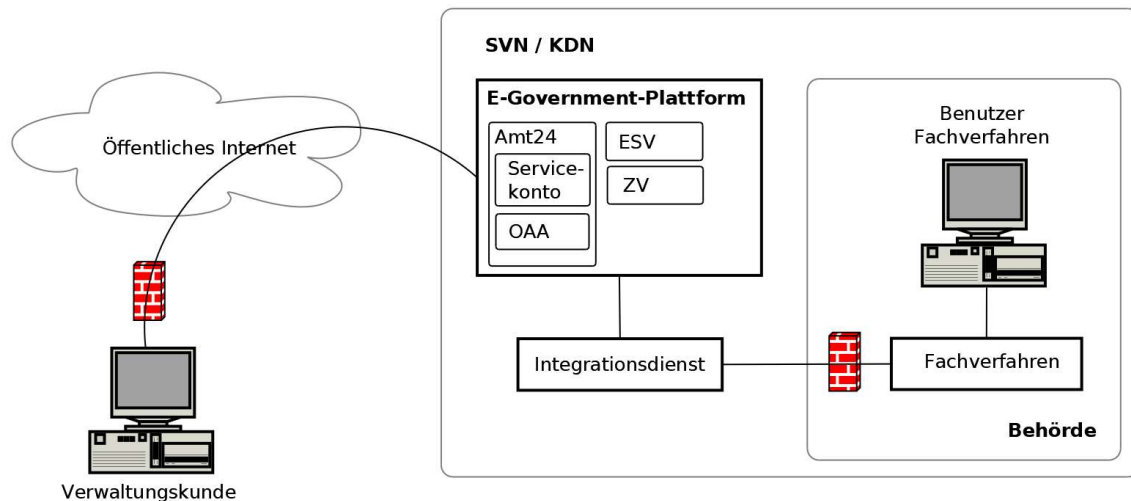 SVN / KDN
E-Government-Plattform
Amt24
Service-
konto
OAA
ESV
ZV
Öffentliches Internet
Benutzer
Fachverfahren
Integrationsdienst
Fachverfahren
Behörde
Verwaltungskunde